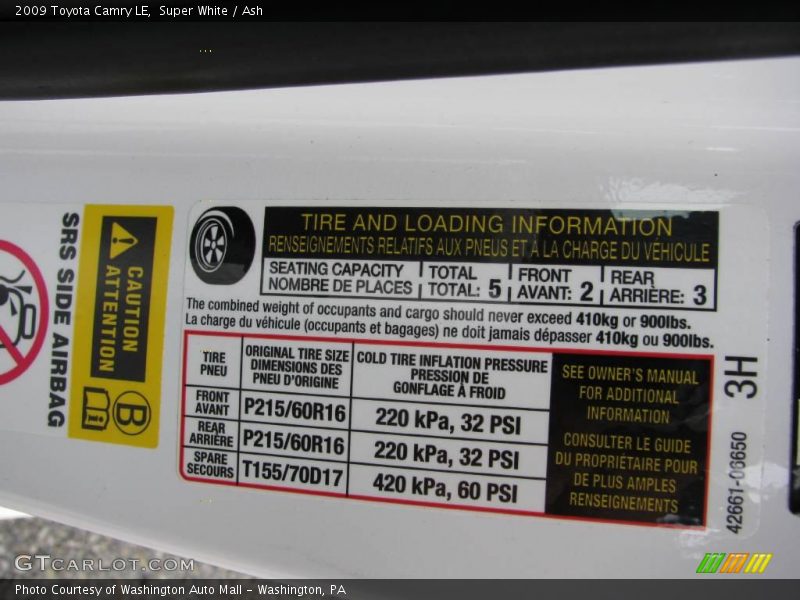 2009 Toyota Camry LE, Super White / Ash
TIRE AND LOADING INFORMATION
RENSEIGNEMENTS RELATIFS AUX PNEUS ET A LA CHARGE DU VÉHICULE
SEATING CAPACITY
NOMBRE DE PLACES
TOTAL
TOTAL: 5
FRONT
AVANT: 2
REAR
ARRIÈRE: 3
The combined weight of occupants and cargo should never exceed 410kg or 900lbs.
La charge du véhicule (occupants et bagages) ne doit jamais dépasser 410kg ou 900lbs.
TIRE
PNEU
ORIGINAL TIRE SIZE
DIMENSIONS DES
PNEU D'ORIGINE
COLD TIRE INFLATION PRESSURE
PRESSION DE
GONFLAGE À FROID
FRONT
AVANT
P215/60R16
220 kPa, 32 PSI
REAR
ARRIÈRE
P215/60R16
220 kPa, 32 PSI
SPARE
SECOURS
T155/70D17
420 kPa, 60 PSI
SEE OWNER'S MANUAL
FOR ADDITIONAL
INFORMATION
CONSULTER LE GUIDE
DU PROPRIÉTAIRE POUR
DE PLUS AMPLES
RENSEIGNEMENTS
3H
42661-06650
SRS SIDE AIRBAG
CAUTION
ATTENTION
i
B
GTCARLOT.COM
Photo Courtesy of Washington Auto Mall - Washington, PA